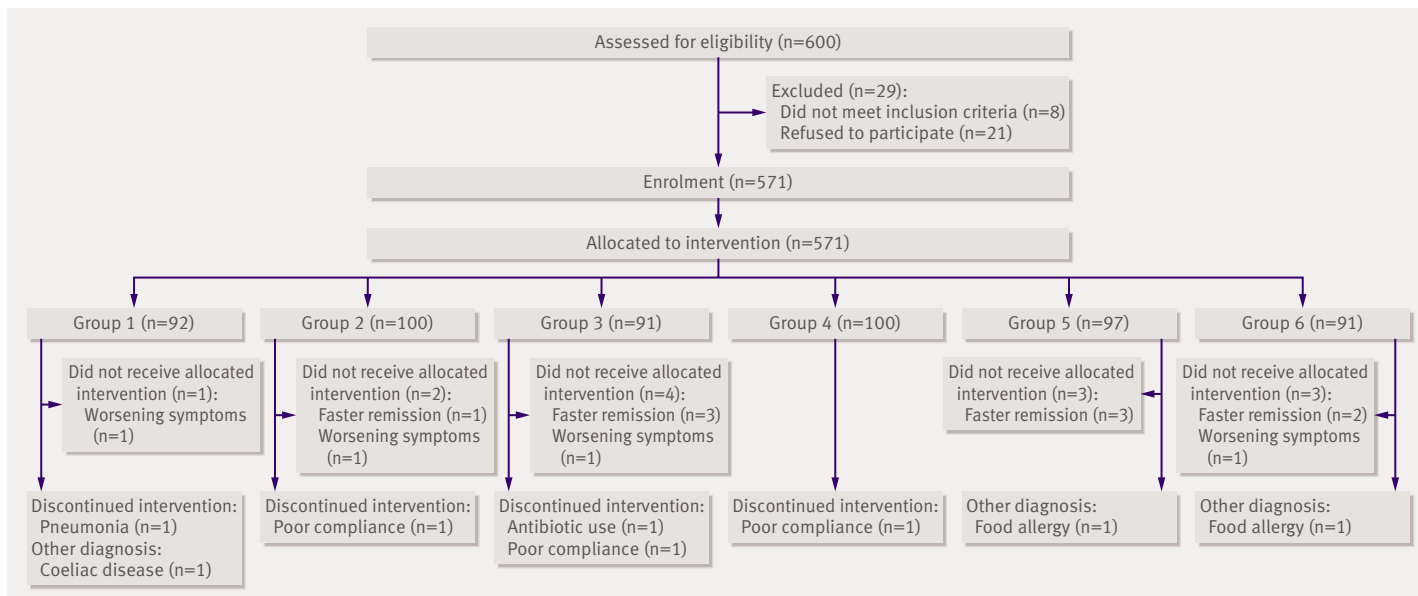 Assessed for eligibility (n=600)
Excluded (n=29):
Did not meet inclusion criteria (n=8)
Refused to participate (n=21)
Enrolment (n=571)
Allocated to intervention (n=571)
Group 1 (n=92)
Group 2 (n=100)
Group 3 (n=91)
Group 4 (n=100)
Group 5 (n=97)
Group 6 (n=91)
Did not receive allocated
intervention (n=1):
Worsening symptoms
(n=1)
Did not receive allocated
intervention (n=2):
Faster remission (n=1)
Worsening symptoms
(n=1)
Did not receive allocated
intervention (n=4):
Faster remission (n=3)
Worsening symptoms
(n=1)
Did not receive allocated
intervention (n=3):
Faster remission (n=3)
Did not receive allocated
intervention (n=3):
Faster remission (n=2)
Worsening symptoms
(n=1)
Discontinued intervention:
Pneumonia (n=1)
Other diagnosis:
Coeliac disease (n=1)
Discontinued intervention:
Poor compliance (n=1)
Discontinued intervention:
Antibiotic use (n=1)
Poor compliance (n=1)
Discontinued intervention:
Poor compliance (n=1)
Other diagnosis:
Food allergy (n=1)
Other diagnosis:
Food allergy (n=1)